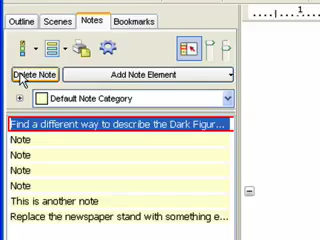 Outline Scenes Notes Bookmarks
1
Delete Note Add Note Element
Default Note Category
Find a different way to describe the Dark Figur...
Note
Note
Note
Note
This is another note
Replace the newspaper stand with something e...